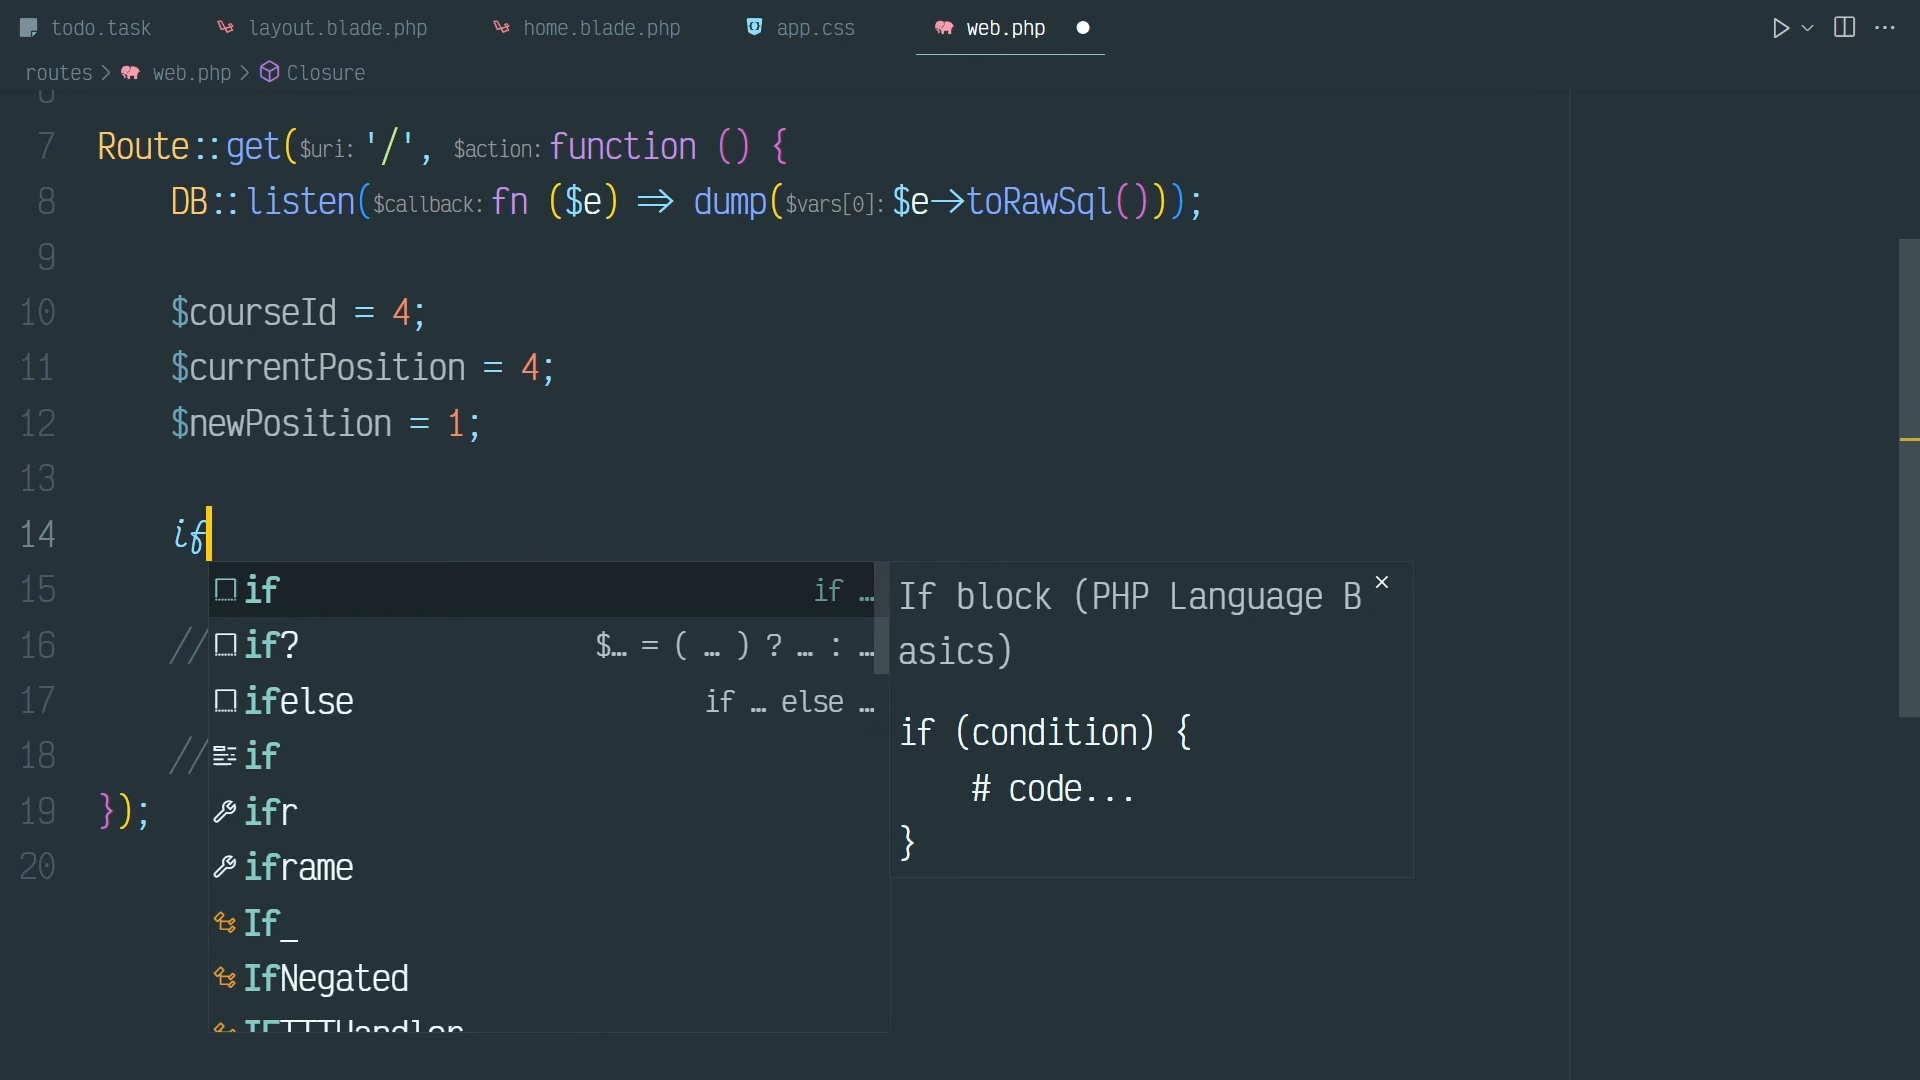 todo.task layout.blade.php home.blade.php app.css web.php
routes > web.php > Closure
7 Route::get($uri: '/', $action: function () {
8 DB::listen($callback: fn ($e) => dump($vars[0]: $e->toRawSql()));
9
10 $courseId = 4;
11 $currentPosition = 4;
12 $newPosition = 1;
13
14 if
15 if if …
16 // if? $… = ( … ) ? … : …
17 ifelse if … else …
18 // if
19 }); ifr
20 iframe
If_
IfNegated
If block (PHP Language B
asics)
if (condition) {
# code...
}